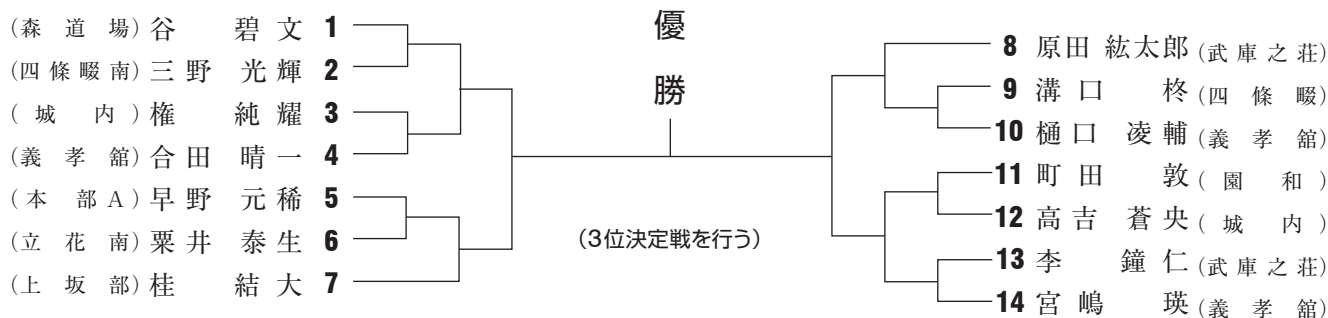 (森道場) 谷 碧文 1
(四條畷南) 三野 光輝 2
(城内) 権 純耀 3
(義孝舘) 合田 晴一 4
(本部A) 早野 元稀 5
(立花南) 粟井 泰生 6
(上坂部) 桂 結大 7
優
勝
(3位決定戦を行う)
8 原田 紘太郎 (武庫之荘)
9 溝口 柊 (四條畷)
10 樋口 凌輔 (義孝舘)
11 町田 敦 (園和)
12 高吉 蒼央 (城内)
13 李 鐘仁 (武庫之荘)
14 宮嶋 瑛 (義孝舘)